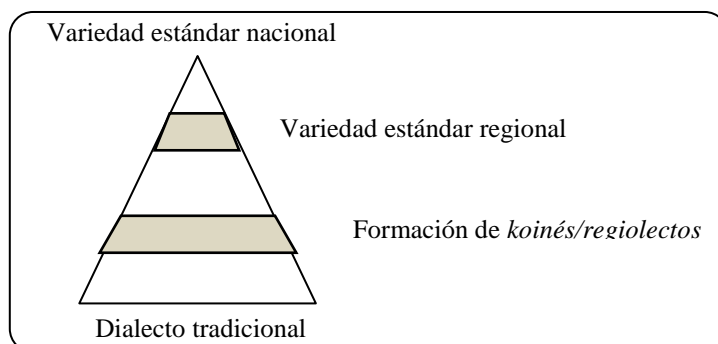 Variedad estándar nacional
Variedad estándar regional
Formación de koinés/regiolectos
Dialecto tradicional